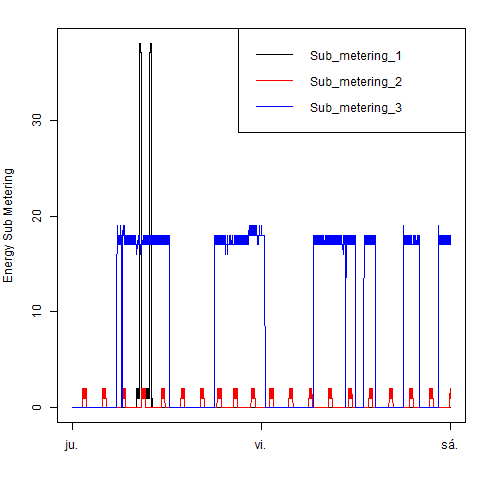 Sub_metering_1
Sub_metering_2
Sub_metering_3
Energy Sub Metering
30
20
10
0
ju.
vi.
sá.